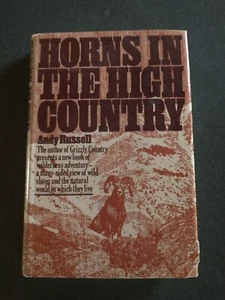 HORNS IN
THE HIGH
COUNTRY
Andy Russell
The author of Grizzly Country
presents a new book of
wilderness adventure—
a many-sided view of wild
sheep and the natural
world in which they live